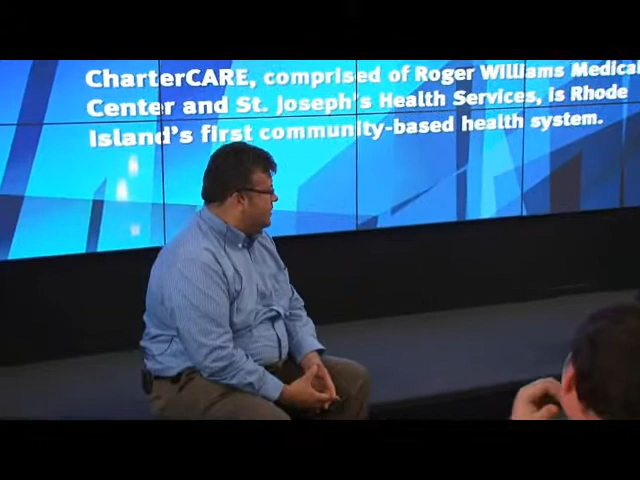 CharterCARE, comprised of Roger Williams Medical
Center and St. Joseph's Health Services, is Rhode
Island's first community-based health system.